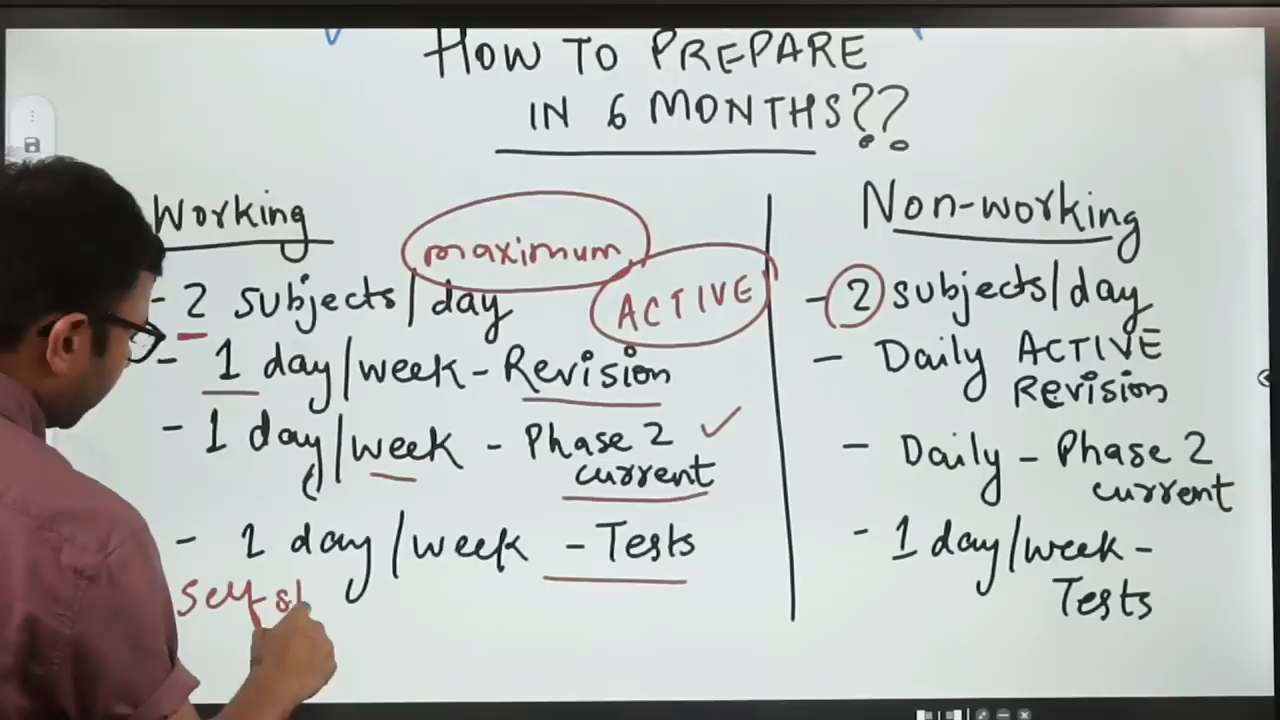 HOW TO PREPARE
IN 6 MONTHS??
Working
maximum
- 2 subjects/day
ACTIVE
- 1 day/week - Revision
- 1 day/week - Phase 2
current
- 1 day/week - Tests
Self
Non-working
- 2 subjects/day
- Daily ACTIVE
Revision
- Daily - Phase 2
current
- 1 day/week -
Tests